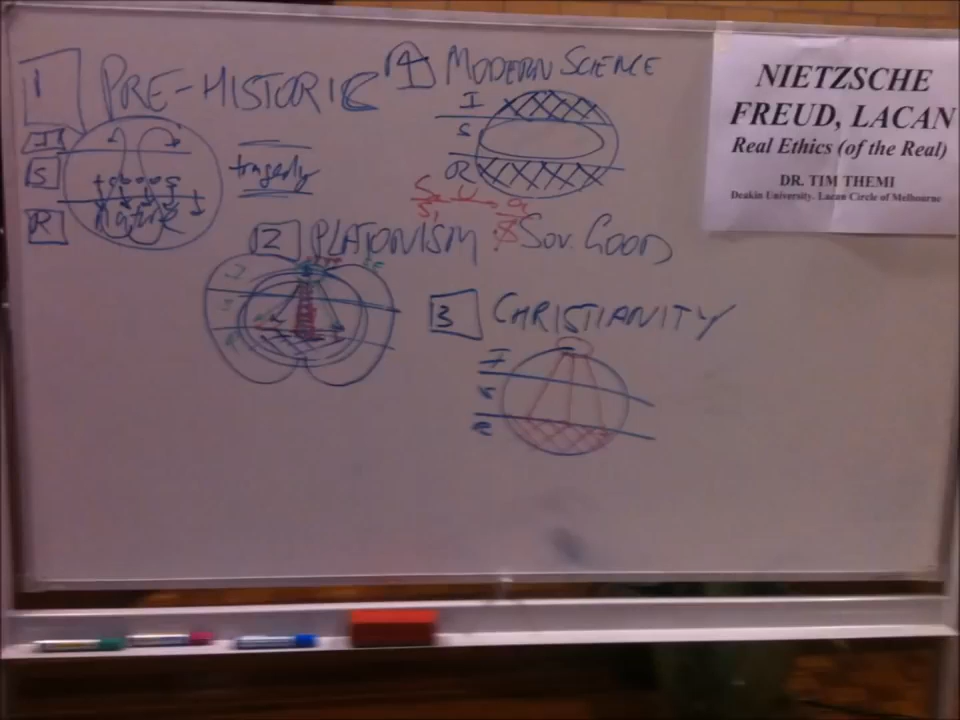 1 PRE-HISTORIC
I
S
R
taboos
nature
tragedy
4 MODERN SCIENCE
I
S
R
2 PLATONISM Sov. GOOD
3 CHRISTIANITY
I
S
R
NIETZSCHE
FREUD, LACAN
Real Ethics (of the Real)
DR. TIM THEMI
Deakin University. Lacan Circle of Melbourne